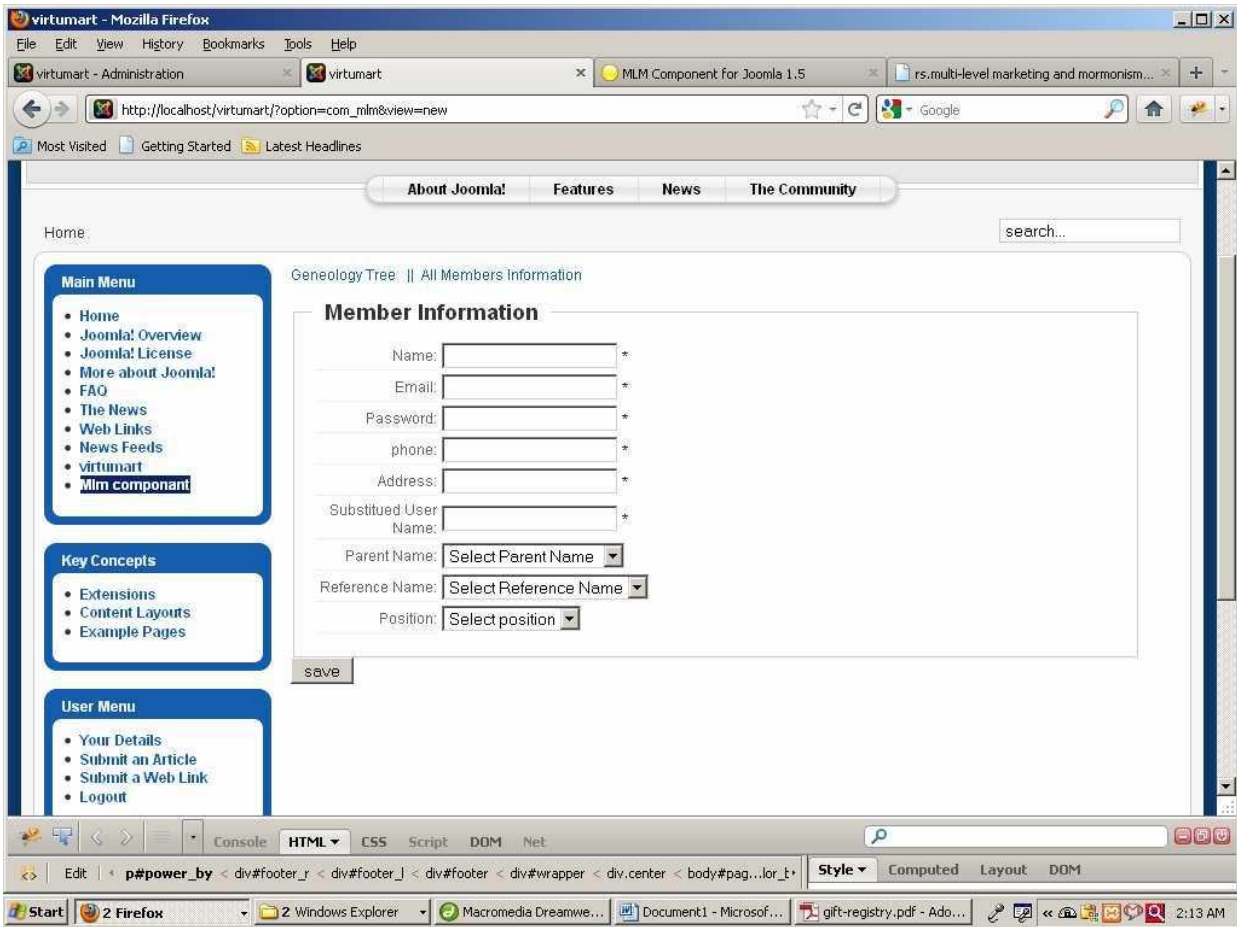 virtumart - Mozilla Firefox
File Edit View History Bookmarks Tools Help
virtumart - Administration
virtumart
MLM Component for Joomla 1.5
rs.multi-level marketing and mormonism...
http://localhost/virtumart/?option=com_mlm&view=new
Google
Most Visited Getting Started Latest Headlines
About Joomla! Features News The Community
Home
search...
Main Menu
Home
Joomla! Overview
Joomla! License
More about Joomla!
FAQ
The News
Web Links
News Feeds
virtumart
Mlm componant
Key Concepts
Extensions
Content Layouts
Example Pages
User Menu
Your Details
Submit an Article
Submit a Web Link
Logout
Geneology Tree || All Members Information
Member Information
Name: *
Email: *
Password: *
phone: *
Address: *
Substitued User
Name: *
Parent Name: Select Parent Name
Reference Name: Select Reference Name
Position: Select position
save
Console HTML CSS Script DOM Net
Edit p#power_by < div#footer_r < div#footer_l < div#footer < div#wrapper < div.center < body#pag...lor_b
Style Computed Layout DOM
Start 2 Firefox 2 Windows Explorer Macromedia Dreamwe... Document1 - Microsof... gift-registry.pdf - Ado... 2:13 AM